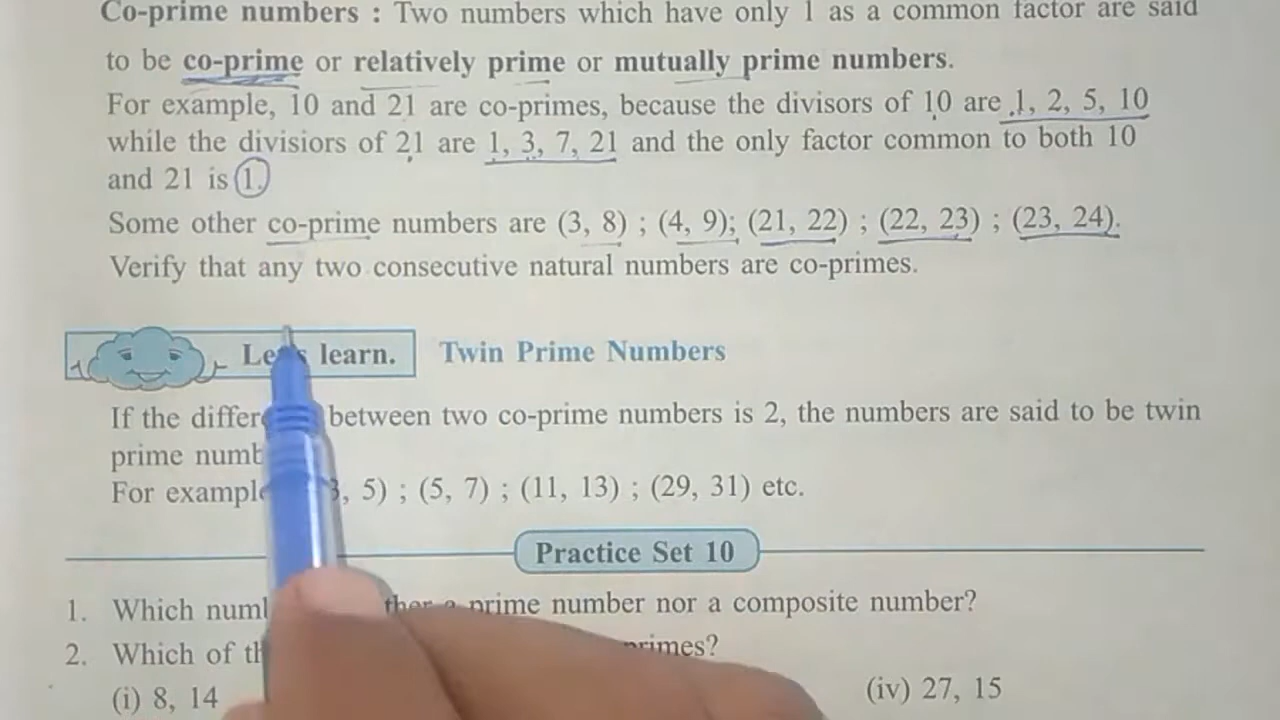 Co-prime numbers : Two numbers which have only 1 as a common factor are said
to be co-prime or relatively prime or mutually prime numbers.
For example, 10 and 21 are co-primes, because the divisors of 10 are 1, 2, 5, 10
while the divisiors of 21 are 1, 3, 7, 21 and the only factor common to both 10
and 21 is 1.
Some other co-prime numbers are (3, 8) ; (4, 9); (21, 22) ; (22, 23) ; (23, 24).
Verify that any two consecutive natural numbers are co-primes.
learn. Twin Prime Numbers
If the between two co-prime numbers is 2, the numbers are said to be twin
prime
For 5) ; (5, 7) ; (11, 13) ; (29, 31) etc.
Practice Set 10
1. Which prime number nor a composite number?
2. Which of
(i) 8, 14 (iv) 27, 15